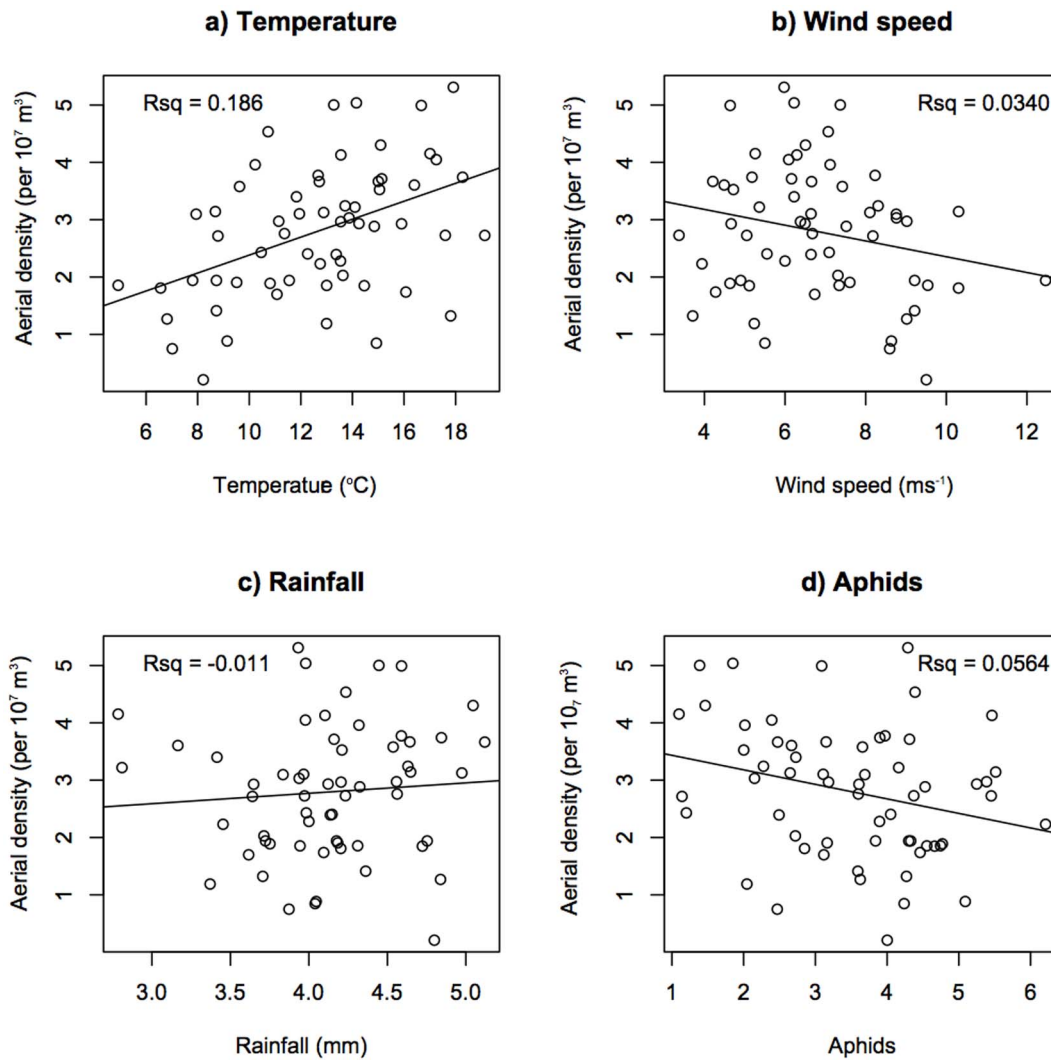 a) Temperature
Rsq = 0.186
Aerial density (per 10⁷ m³)
5
4
3
2
1
6 8 10 12 14 16 18
Temperatue (°C)
b) Wind speed
Rsq = 0.0340
Aerial density (per 10⁷ m³)
5
4
3
2
1
4 6 8 10 12
Wind speed (ms⁻¹)
c) Rainfall
Rsq = -0.011
Aerial density (per 10⁷ m³)
5
4
3
2
1
3.0 3.5 4.0 4.5 5.0
Rainfall (mm)
d) Aphids
Rsq = 0.0564
Aerial density (per 10₇ m³)
5
4
3
2
1
1 2 3 4 5 6
Aphids